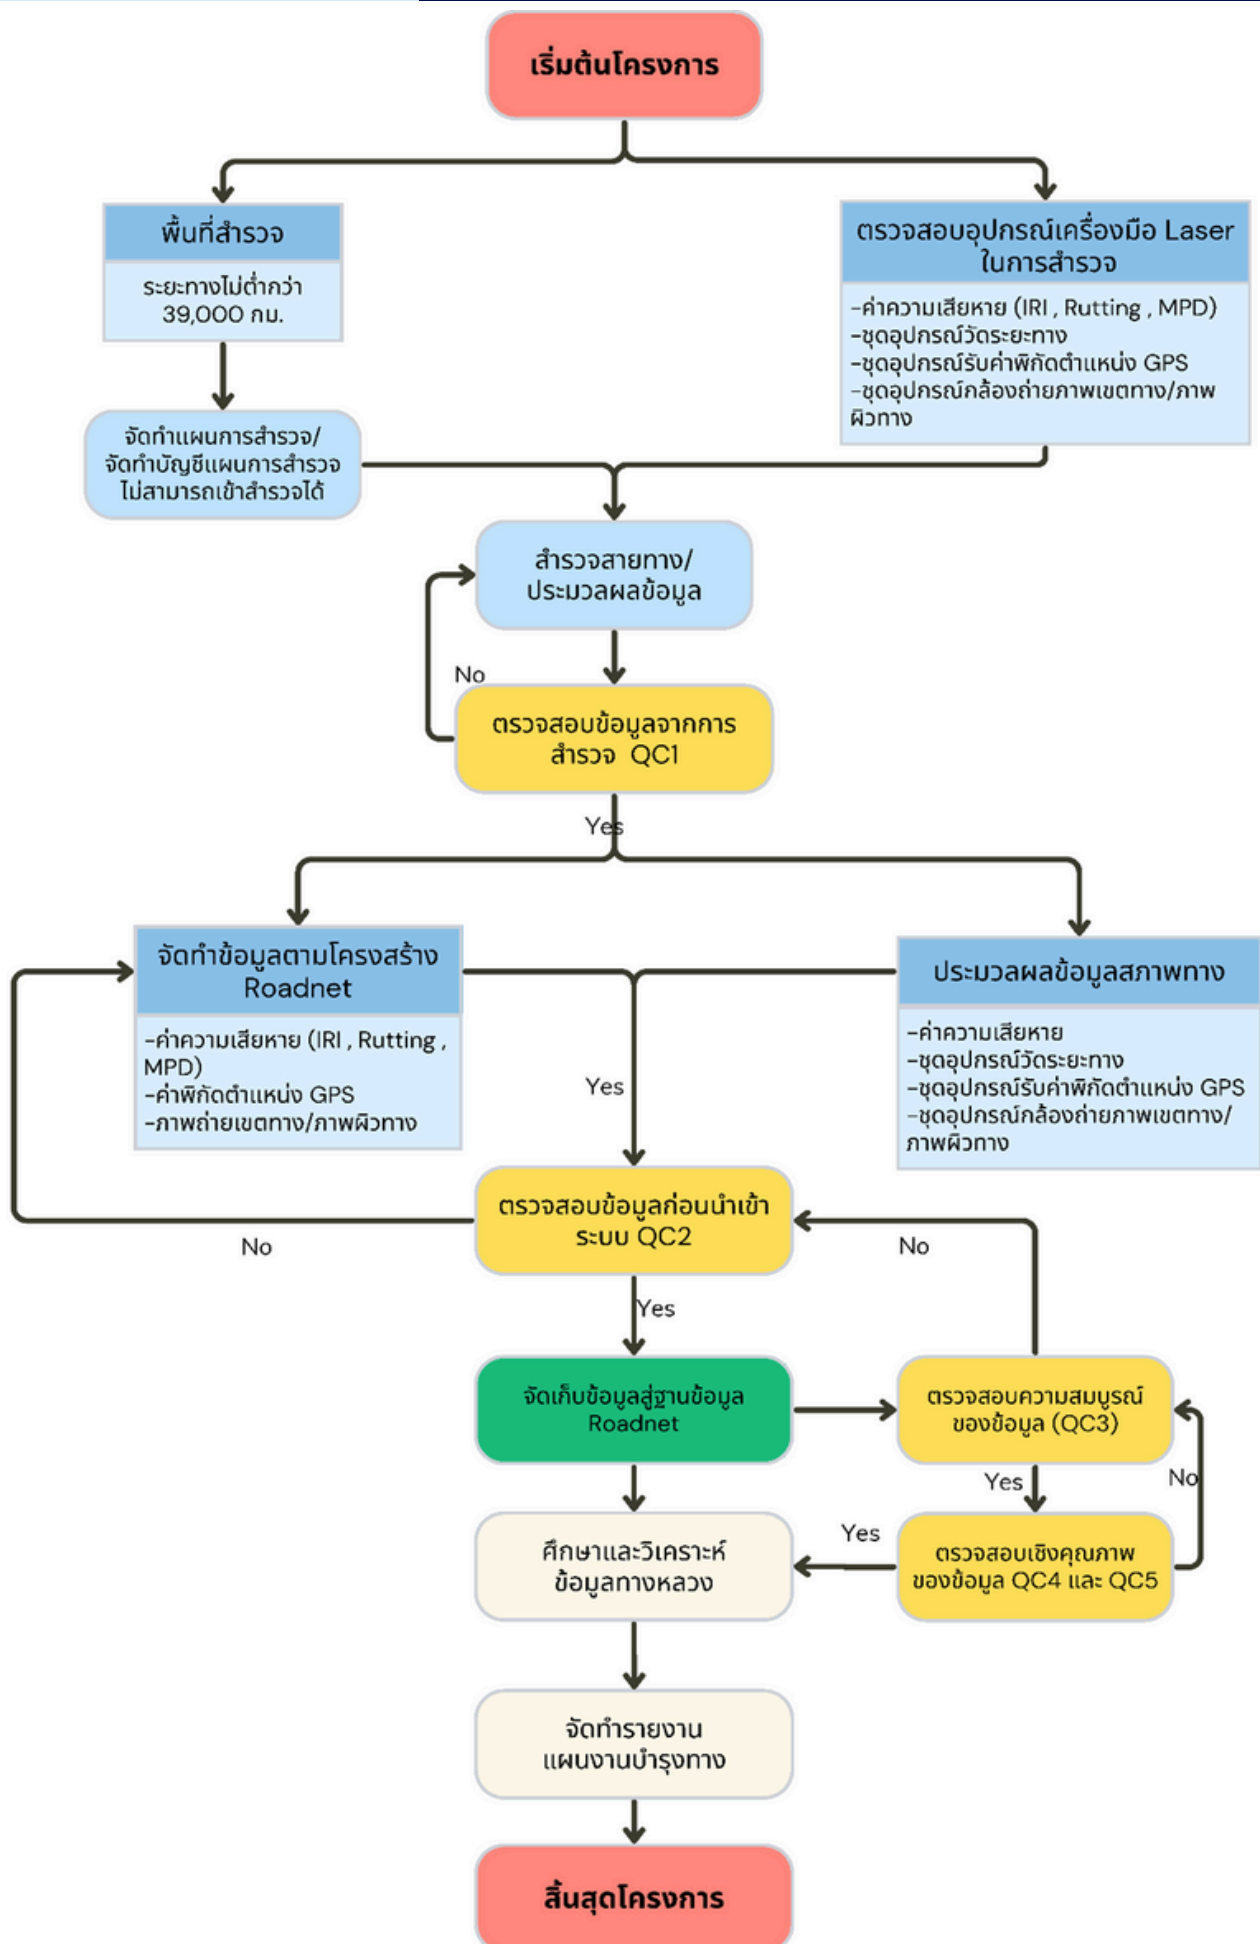 เริ่มต้นโครงการ
พื้นที่สำรวจ
ระยะทางไม่ต่ำกว่า
39,000 กม.
ตรวจสอบอุปกรณ์เครื่องมือ Laser
ในการสำรวจ
-ค่าความเสียหาย (IRI , Rutting , MPD)
-ชุดอุปกรณ์วัดระยะทาง
-ชุดอุปกรณ์รับค่าพิกัดตำแหน่ง GPS
-ชุดอุปกรณ์กล้องถ่ายภาพเขตทาง/ภาพ
ผิวทาง
จัดทำแผนการสำรวจ/
จัดทำบัญชีแผนการสำรวจ
ไม่สามารถเข้าสำรวจได้
สำรวจสายทาง/
ประมวลผลข้อมูล
No
ตรวจสอบข้อมูลจากการ
สำรวจ QC1
Yes
จัดทำข้อมูลตามโครงสร้าง
Roadnet
-ค่าความเสียหาย (IRI , Rutting ,
MPD)
-ค่าพิกัดตำแหน่ง GPS
-ภาพถ่ายเขตทาง/ภาพผิวทาง
ประมวลผลข้อมูลสภาพทาง
-ค่าความเสียหาย
-ชุดอุปกรณ์วัดระยะทาง
-ชุดอุปกรณ์รับค่าพิกัดตำแหน่ง GPS
-ชุดอุปกรณ์กล้องถ่ายภาพเขตทาง/
ภาพผิวทาง
Yes
ตรวจสอบข้อมูลก่อนนำเข้า
ระบบ QC2
No
No
Yes
จัดเก็บข้อมูลสู่ฐานข้อมูล
Roadnet
ตรวจสอบความสมบูรณ์
ของข้อมูล (QC3)
Yes
No
ศึกษาและวิเคราะห์
ข้อมูลทางหลวง
Yes
ตรวจสอบเชิงคุณภาพ
ของข้อมูล QC4 และ QC5
จัดทำรายงาน
แผนงานบำรุงทาง
สิ้นสุดโครงการ